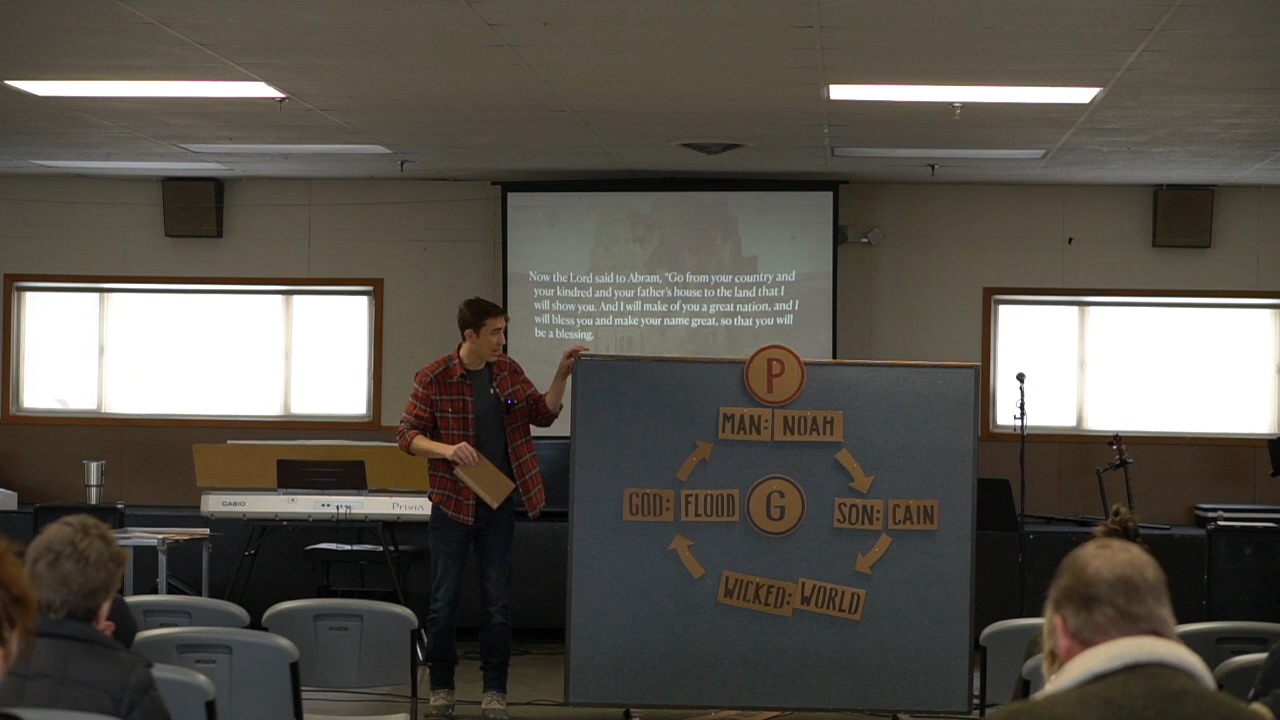 Now the Lord said to Abram, "Go from your country and
your kindred and your father's house to the land that I
will show you. And I will make of you a great nation, and I
will bless you and make your name great, so that you will
be a blessing.
P
MAN: NOAH
GOD: FLOOD
G
SON: CAIN
WICKED: WORLD
CASIO
Privia